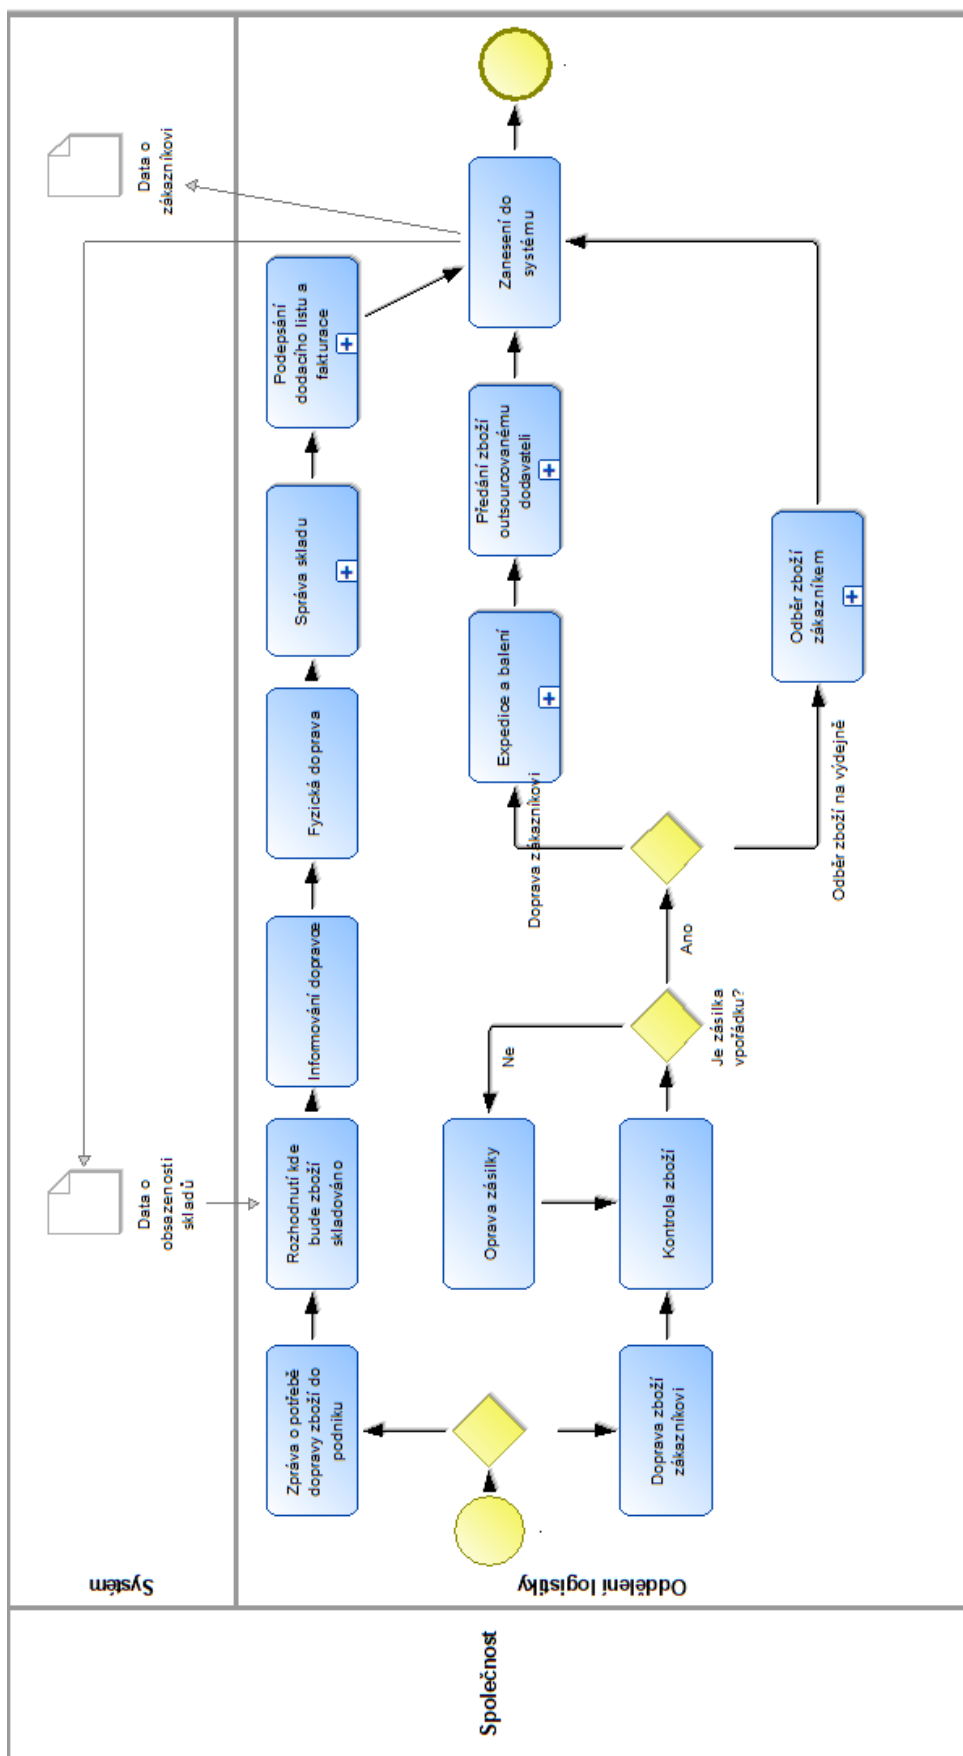 Společnost
Systém
Oddělení logistiky
Data o
obsazenosti
skladů
Data o
zákazníkovi
Zpráva o potřebě
dopravy zboží do
podniku
Rozhodnutí kde
bude zboží
skladováno
Informování dopravce
Fyzická doprava
Správa skladu
Podepsání
dodacího listu a
fakturace
Doprava zboží
zákazníkovi
Kontrola zboží
Oprava zásilky
Je zásilka
vpořádku?
Ne
Ano
Doprava zákazníkovi
Expedice a balení
Předání zboží
outsourcovanému
dodavateli
Zanesení do
systému
Odběr zboží na výdejně
Odběr zboží
zákazníkem